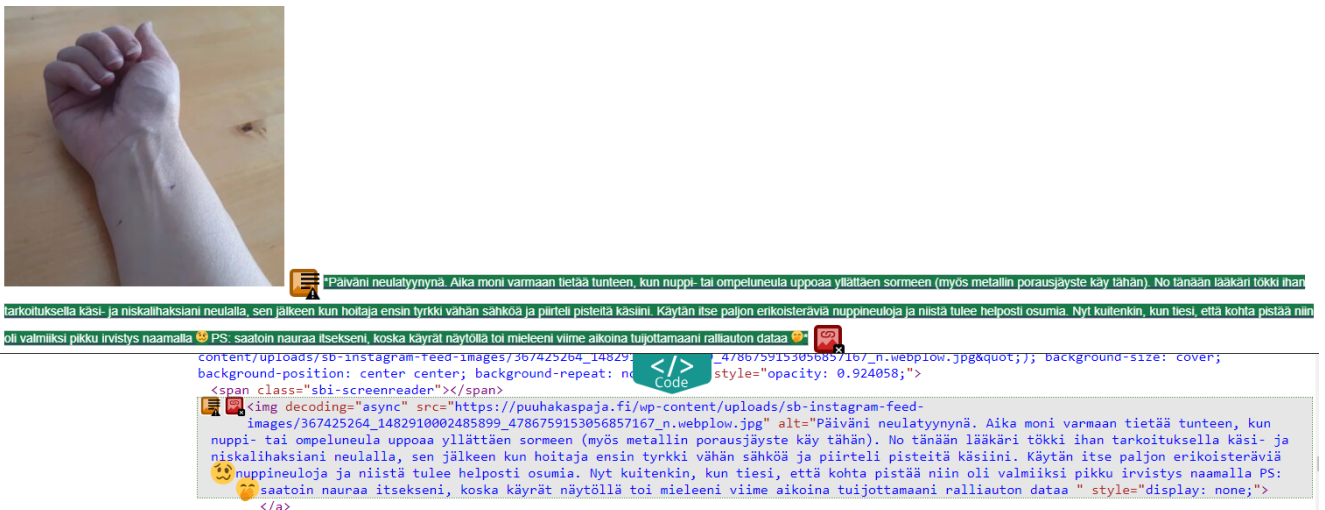 *Päiväni neulatyynynä. Aika moni varmaan tietää tunteen, kun nuppi- tai ompeluneula uppoaa yllättäen sormeen (myös metallin porausjäyste käy tähän). No tänään lääkäri tökki ihan
tarkoituksella käsi- ja niskalihaksiani neulalla, sen jälkeen kun hoitaja ensin tyrkki vähän sähköä ja piirteli pisteitä käsiini. Käytän itse paljon erikoisteräviä nuppineuloja ja niistä tulee helposti osumia. Nyt kuitenkin, kun tiesi, että kohta pistää niin
oli valmiiksi pikku irvistys naamalla 🥴 PS: saatoin nauraa itsekseni, koska käyrät näytöllä toi mieleeni viime aikoina tuijottamaani ralliauton dataa 🤭*
content/uploads/sb-instagram-feed-images/367425264_14829 _4786759153056857167_n.webplow.jpg&quot;); background-size: cover;
</> Code
background-position: center center; background-repeat: style="opacity: 0.924058;">
<span class="sbi-screenreader"></span>
<img decoding="async" src="https://puuhakaspaja.fi/wp-content/uploads/sb-instagram-feed-
images/367425264_1482910002485899_4786759153056857167_n.webplow.jpg" alt="Päiväni neulatyynynä. Aika moni varmaan tietää tunteen, kun
nuppi- tai ompeluneula uppoaa yllättäen sormeen (myös metallin porausjäyste käy tähän). No tänään lääkäri tökki ihan tarkoituksella käsi- ja
niskalihaksiani neulalla, sen jälkeen kun hoitaja ensin tyrkki vähän sähköä ja piirteli pisteitä käsiini. Käytän itse paljon erikoisteräviä
🥴nuppineuloja ja niistä tulee helposti osumia. Nyt kuitenkin, kun tiesi, että kohta pistää niin oli valmiiksi pikku irvistys naamalla PS:
🤭saatoin nauraa itsekseni, koska käyrät näytöllä toi mieleeni viime aikoina tuijottamaani ralliauton dataa " style="display: none;">
</a>